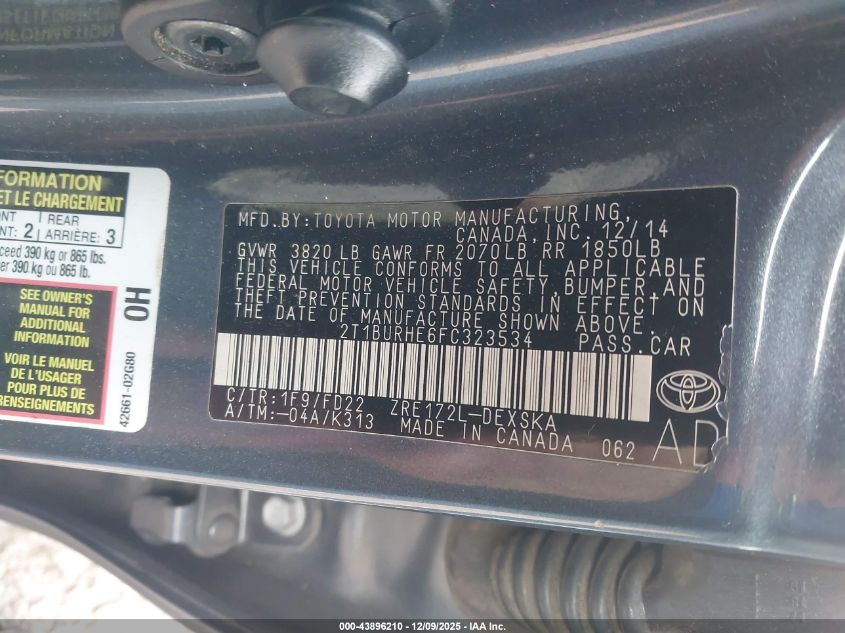 FORMATION
ET LE CHARGEMENT
REAR
2 ARRIÈRE: 3
390 kg or 865 lbs.
390 kg ou 865 lb.
SEE OWNER'S
MANUAL FOR
ADDITIONAL
INFORMATION
VOIR LE MANUEL
DE L'USAGER
POUR PLUS DE
RENSEIGNEMENTS
OH
42661-02G80
MFD.BY:TOYOTA MOTOR MANUFACTURING,
CANADA,INC. 12/14
GVWR 3820 LB GAWR FR 2070LB RR 1850LB
THIS VEHICLE CONFORMS TO ALL APPLICABLE
FEDERAL MOTOR VEHICLE SAFETY, BUMPER, AND
THEFT PREVENTION STANDARDS IN EFFECT ON
THE DATE OF MANUFACTURE SHOWN ABOVE.
2T1BURHE6FC323534 PASS.CAR
C/TR:1F9/FD22 ZRE172L-DEXSKA
A/TM:-04A/K313 MADE IN CANADA 062
AD
000-43896210 - 12/09/2025 - IAA Inc.